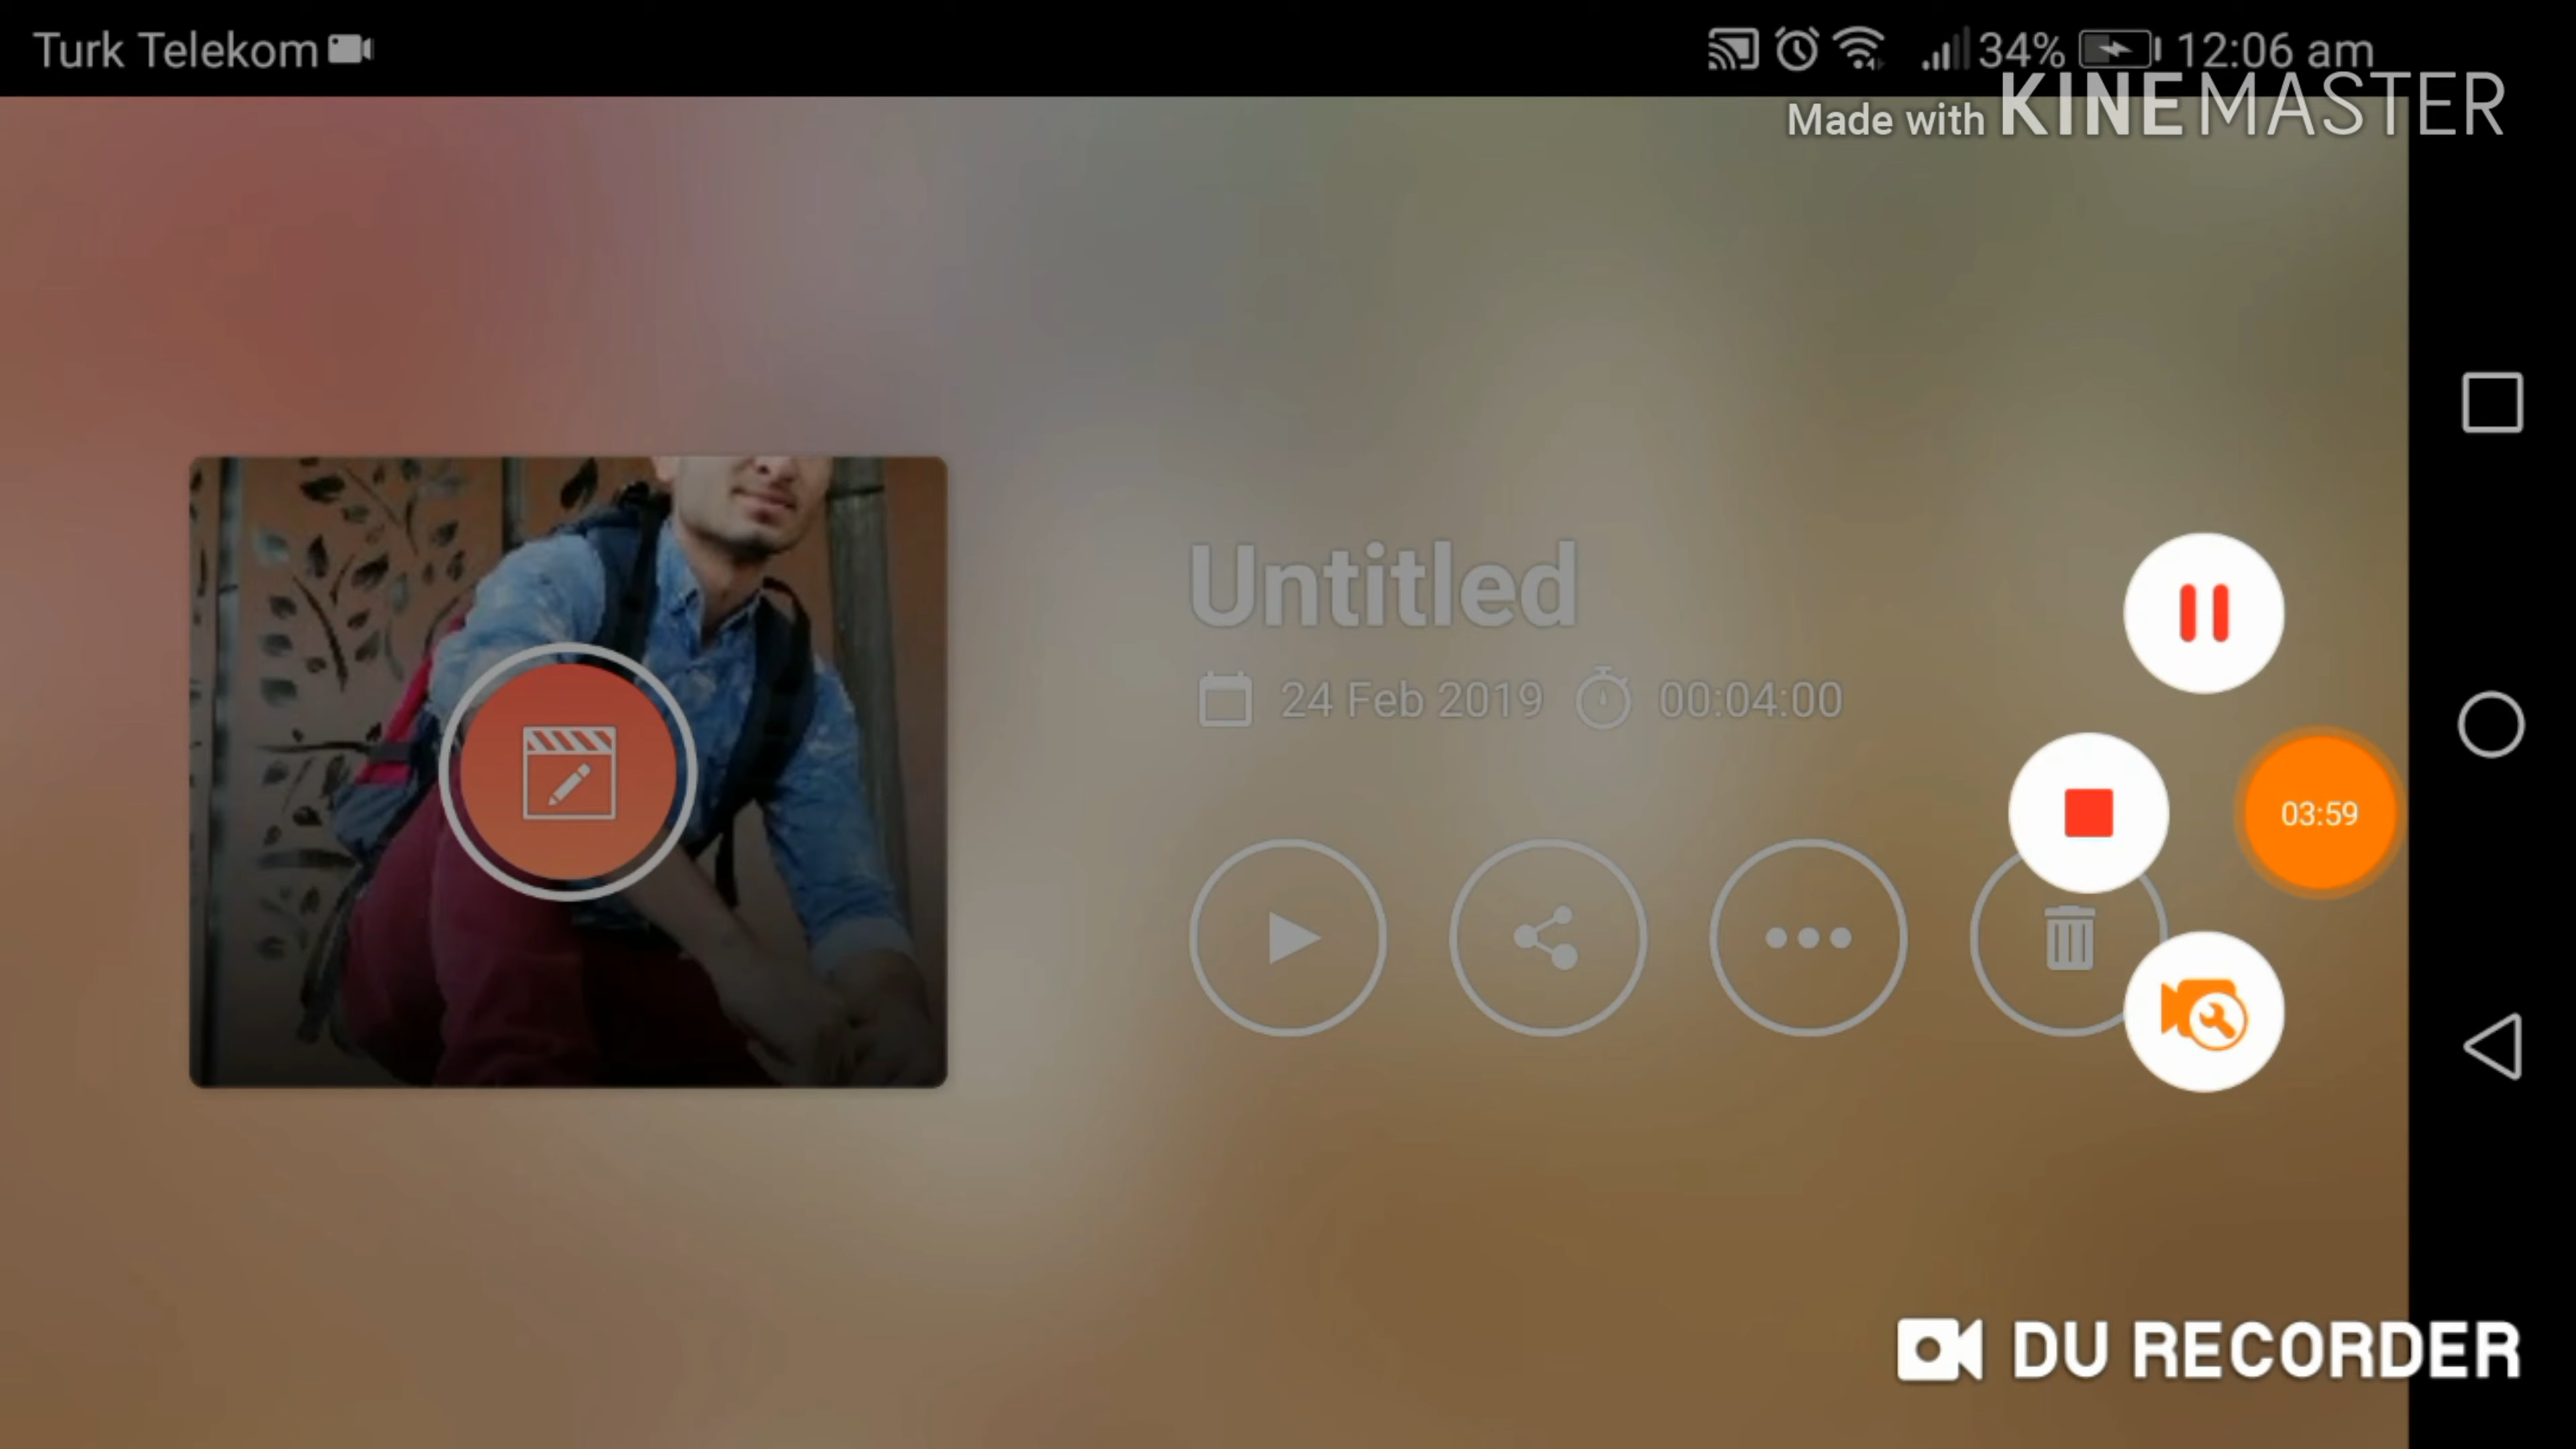 Turk Telekom
34% 12:06 am
Made with KINEMASTER
Untitled
24 Feb 2019 00:04:00
03:59
DU RECORDER